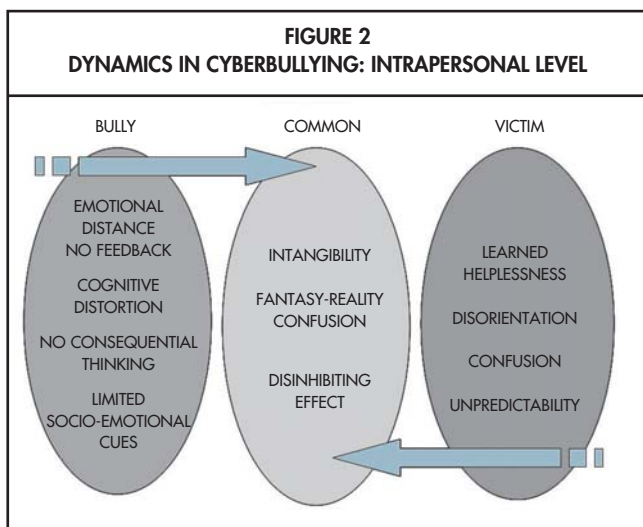 FIGURE 2
DYNAMICS IN CYBERBULLYING: INTRAPERSONAL LEVEL
BULLY
EMOTIONAL
DISTANCE
NO FEEDBACK
COGNITIVE
DISTORTION
NO CONSEQUENTIAL
THINKING
LIMITED
SOCIO-EMOTIONAL
CUES
COMMON
INTANGIBILITY
FANTASY-REALITY
CONFUSION
DISINHIBITING
EFFECT
VICTIM
LEARNED
HELPLESSNESS
DISORIENTATION
CONFUSION
UNPREDICTABILITY